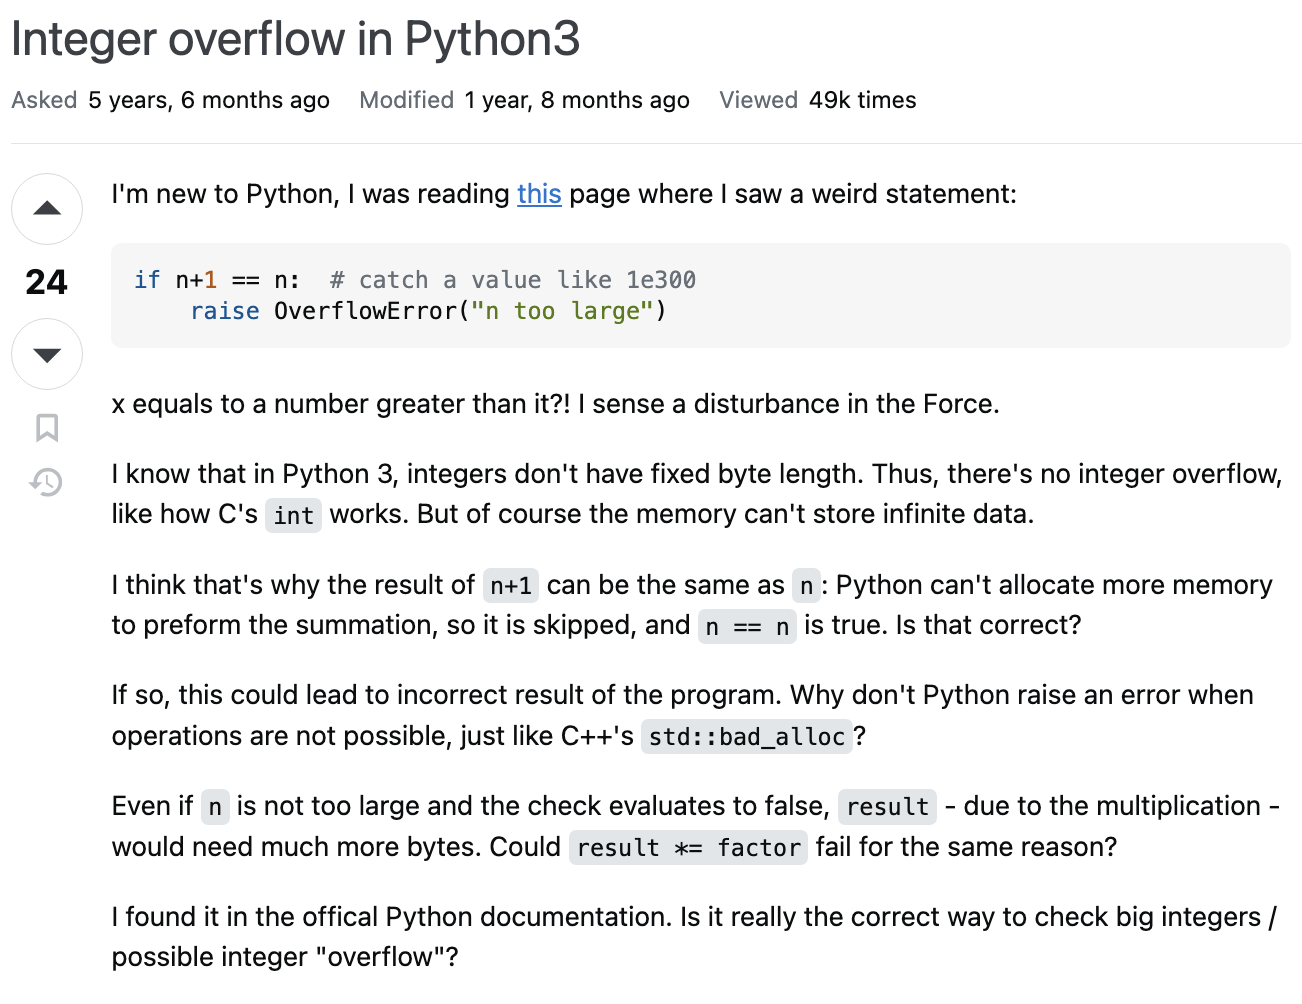 Integer overflow in Python3
Asked 5 years, 6 months ago Modified 1 year, 8 months ago Viewed 49k times
I'm new to Python, I was reading this page where I saw a weird statement:
if n+1 == n:  # catch a value like 1e300
    raise OverflowError("n too large")
24
x equals to a number greater than it?! I sense a disturbance in the Force.
I know that in Python 3, integers don't have fixed byte length. Thus, there's no integer overflow,
like how C's int works. But of course the memory can't store infinite data.
I think that's why the result of n+1 can be the same as n: Python can't allocate more memory
to preform the summation, so it is skipped, and n == n is true. Is that correct?
If so, this could lead to incorrect result of the program. Why don't Python raise an error when
operations are not possible, just like C++'s std::bad_alloc?
Even if n is not too large and the check evaluates to false, result - due to the multiplication -
would need much more bytes. Could result *= factor fail for the same reason?
I found it in the offical Python documentation. Is it really the correct way to check big integers /
possible integer "overflow"?